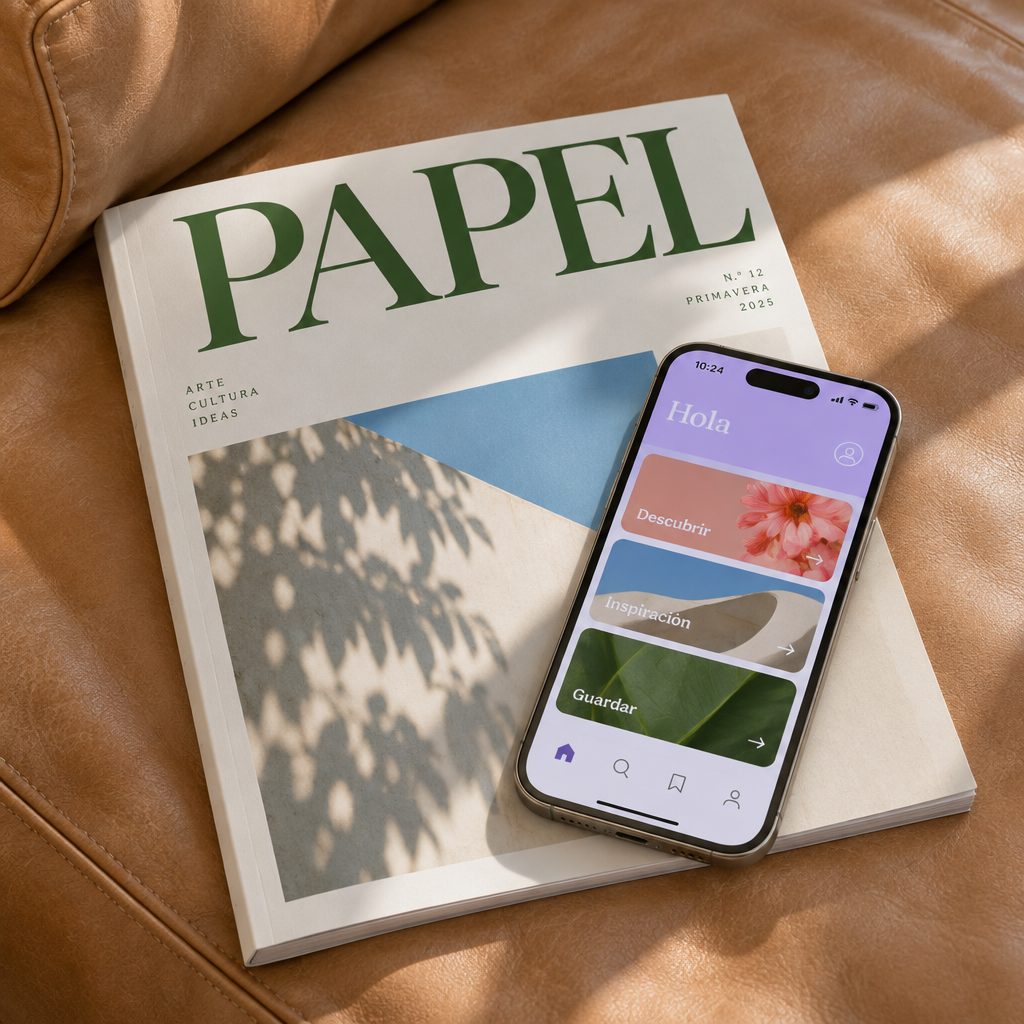 PAPEL
N.º 12
PRIMAVERA
2025
ARTE
CULTURA
IDEAS
10:24
Hola
Descubrir
Inspiración
Guardar